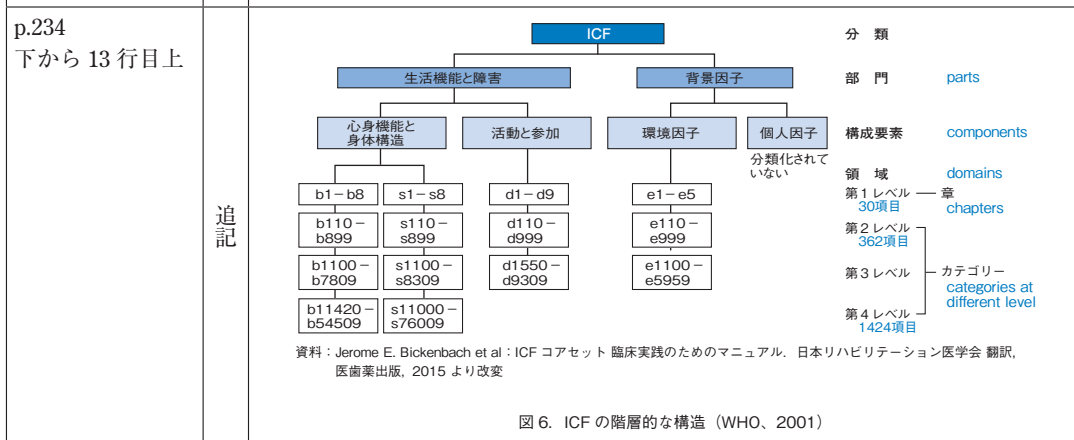 p.234
下から 13 行目上
追記
ICF
分　類
生活機能と障害
背景因子
部　門
parts
心身機能と
身体構造
活動と参加
環境因子
個人因子
構成要素
components
分類化されて
いない
領　域
domains
b1－b8
s1－s8
d1－d9
e1－e5
第1レベル
章
30項目
chapters
b110－
b899
s110－
s899
d110－
d999
e110－
e999
第2レベル
362項目
b1100－
b7809
s1100－
s8309
d1550－
d9309
e1100－
e5959
第3レベル
カテゴリー
categories at
different level
b11420－
b54509
s11000－
s76009
第4レベル
1424項目
資料：Jerome E. Bickenbach et al：ICF コアセット 臨床実践のためのマニュアル．日本リハビリテーション医学会 翻訳，
医歯薬出版，2015 より改変
図 6．ICF の階層的な構造（WHO、2001）